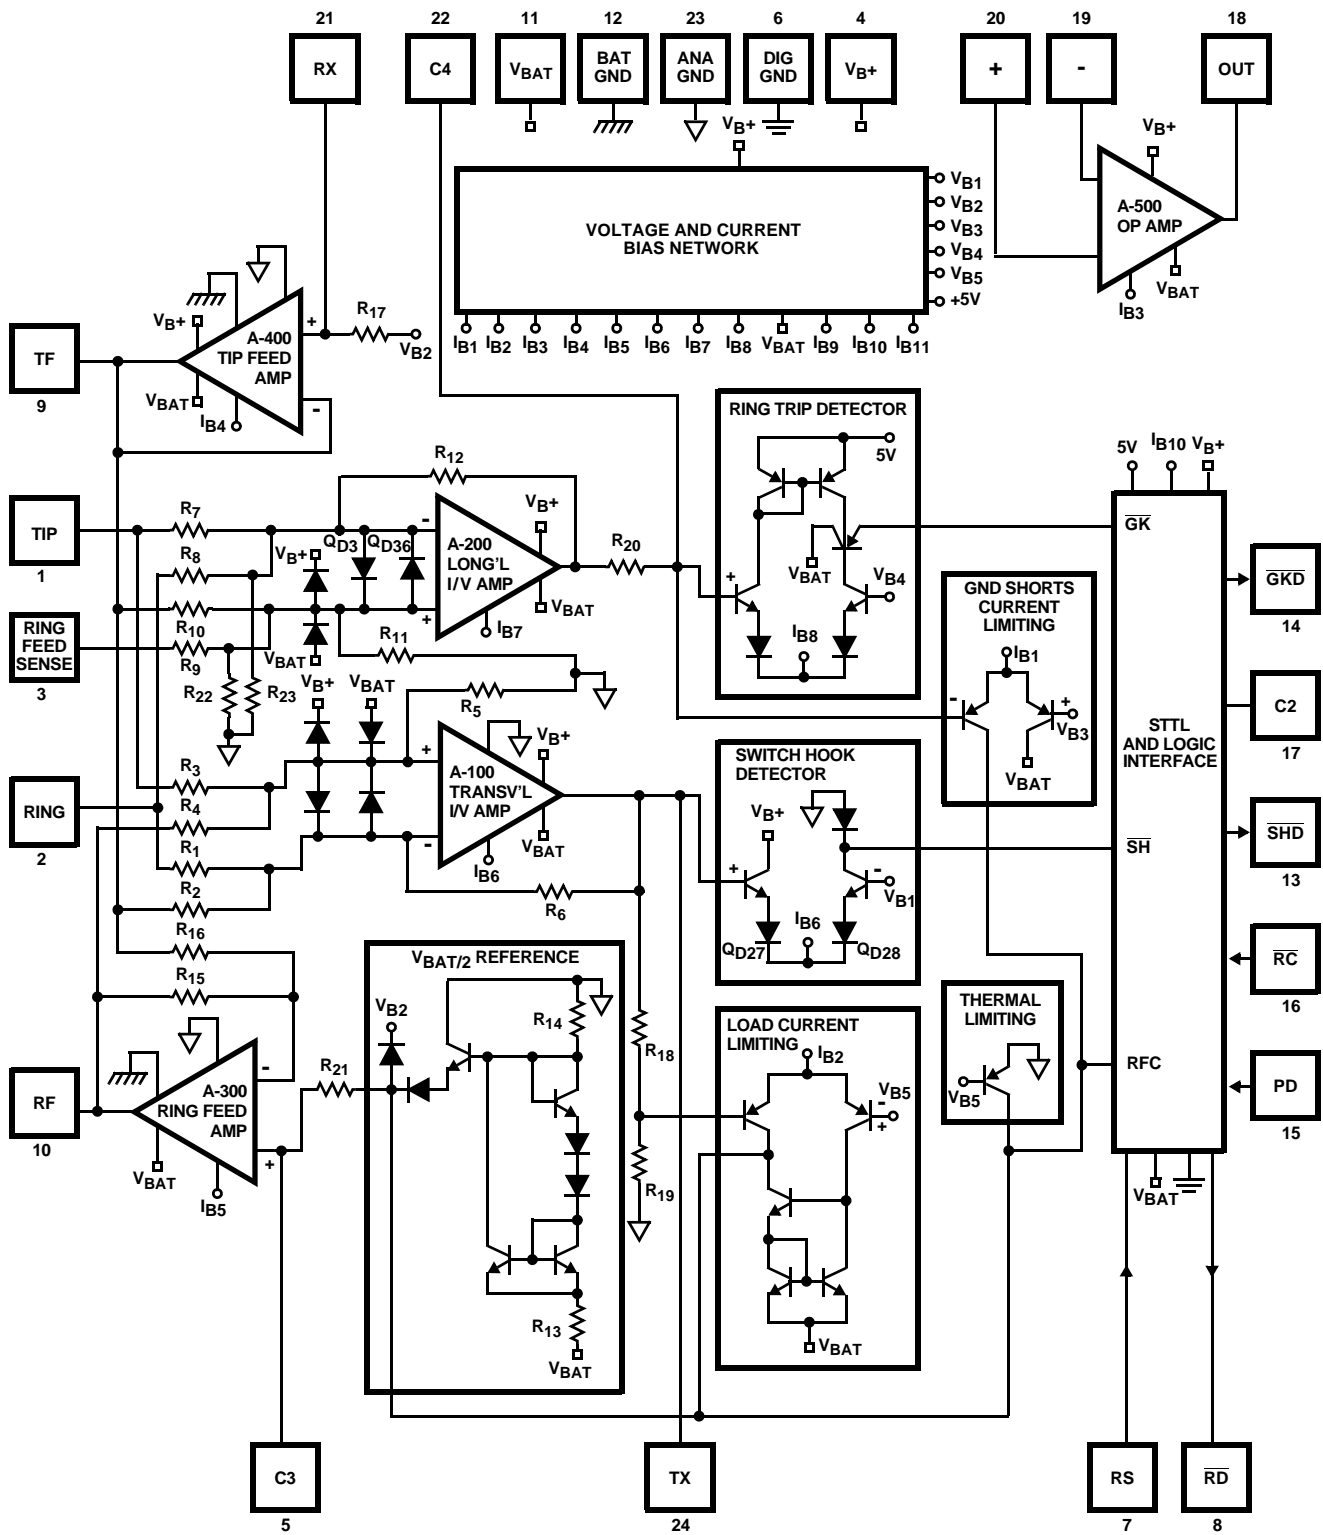 21 22 11 12 23 6 4 20 19 18
RX C4 VBAT BAT GND ANA GND DIG GND VB+ + - OUT
VB+
VOLTAGE AND CURRENT
BIAS NETWORK
VB1
VB2
VB3
VB4
VB5
+5V
IB1 IB2 IB3 IB4 IB5 IB6 IB7 IB8 VBAT IB9 IB10 IB11
VB+
A-500
OP AMP
VBAT
IB3
TF
9
VB+
A-400
TIP FEED
AMP
+
-
VBAT
IB4
R17
VB2
TIP
1
RING
FEED
SENSE
3
R7
R8
R10
R9
R22
R23
R12
VB+
QD3
QD36
VBAT
-
+
A-200
LONG'L
I/V AMP
VB+
VBAT
IB7
R20
R11
R5
VB+
VBAT
RING
2
R3
R4
R1
R2
R16
R15
+
-
A-100
TRANSV'L
I/V AMP
VB+
VBAT
IB6
R6
RING TRIP DETECTOR
5V
VBAT
VB4
+
IB8
GND SHORTS
CURRENT
LIMITING
IB1
-
+
VB3
VBAT
SWITCH HOOK
DETECTOR
VB+
+
-
VB1
IB6
QD27
QD28
LOAD CURRENT
LIMITING
IB2
-
VB5
+
VBAT
THERMAL
LIMITING
VB5
VBAT/2 REFERENCE
VB2
R14
R13
VBAT
R21
R18
R19
RF
10
A-300
RING FEED
AMP
-
+
VBAT
IB5
5V
IB10
VB+
GK
STTL
AND LOGIC
INTERFACE
SH
RFC
VBAT
GKD
14
C2
17
SHD
13
RC
16
PD
15
C3
5
TX
24
RS
7
RD
8